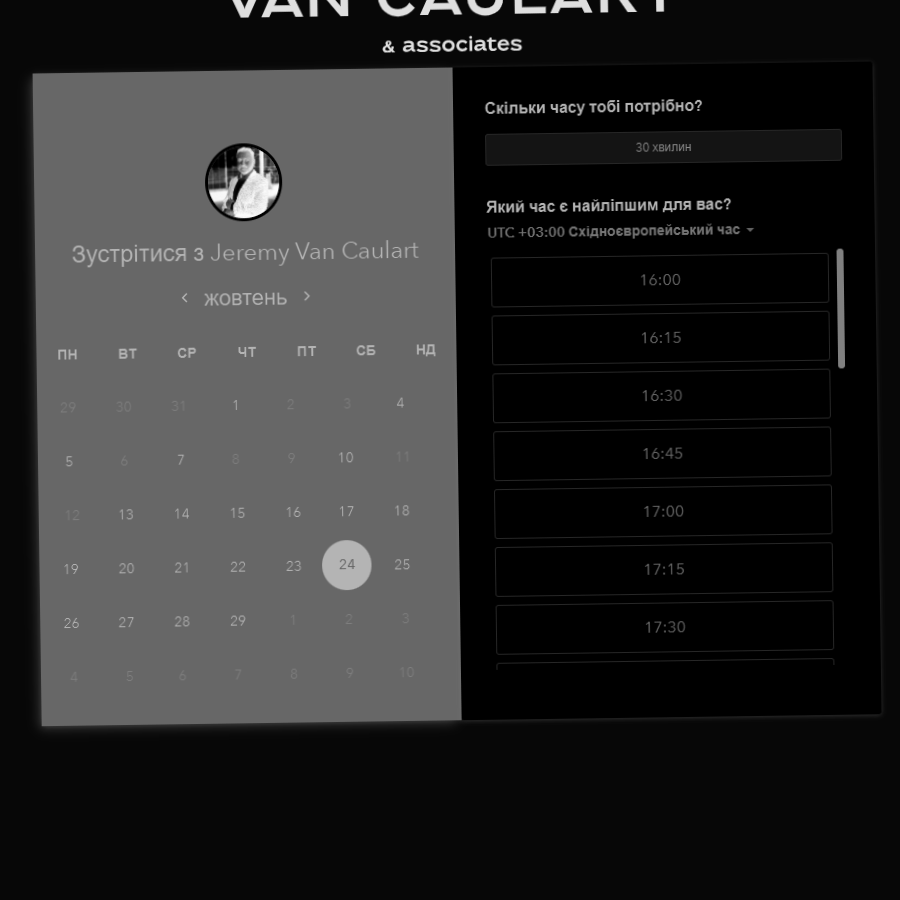 VAN CAULART
& associates
Зустрітися з Jeremy Van Caulart
жовтень
ПН ВТ СР ЧТ ПТ СБ НД
29 30 31 1 2 3 4
5 6 7 8 9 10 11
12 13 14 15 16 17 18
19 20 21 22 23 24 25
26 27 28 29 1 2 3
4 5 6 7 8 9 10
Скільки часу тобі потрібно?
30 хвилин
Який час є найліпшим для вас?
UTC +03:00 Східноєвропейський час
16:00
16:15
16:30
16:45
17:00
17:15
17:30